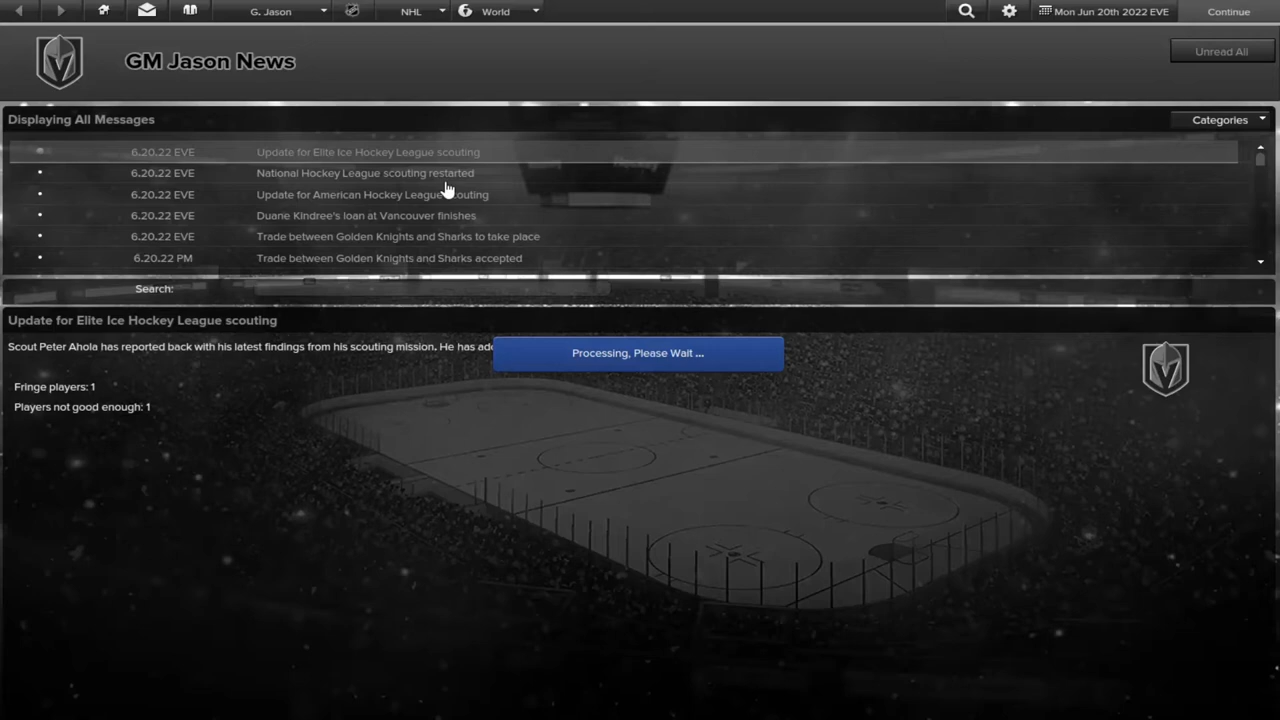 G. Jason NHL World Mon Jun 20th 2022 EVE Continue
GM Jason News Unread All
Displaying All Messages Categories
6.20.22 EVE Update for Elite Ice Hockey League scouting
6.20.22 EVE National Hockey League scouting restarted
6.20.22 EVE Update for American Hockey League scouting
6.20.22 EVE Duane KIndree's loan at Vancouver finishes
6.20.22 EVE Trade between Golden Knights and Sharks to take place
6.20.22 PM Trade between Golden Knights and Sharks accepted
Search:
Update for Elite Ice Hockey League scouting
Scout Peter Ahola has reported back with his latest findings from his scouting mission. He has
Processing, Please Wait ...
Fringe players: 1
Players not good enough: 1